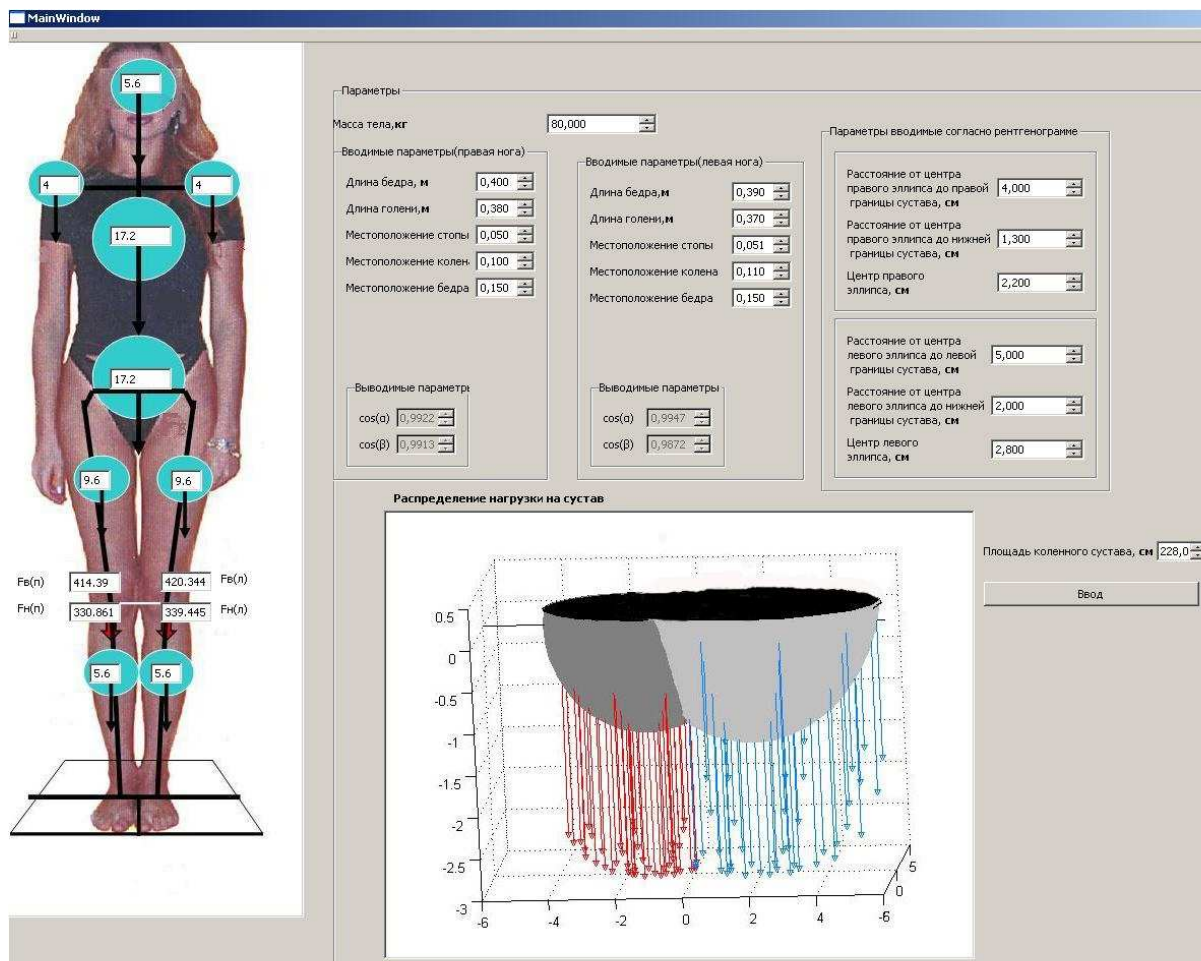 MainWindow
5.6
4
4
17.2
17.2
9.6
9.6
Fв(п)
414.39
420.344
Fв(л)
Fн(п)
330.861
339.445
Fн(л)
5.6
5.6
Параметры
Масса тела,кг
80,000
Вводимые параметры(правая нога)
Длина бедра, м
0,400
Длина голени,м
0,380
Местоположение стопы
0,050
Местоположение колен
0,100
Местоположение бедра
0,150
Выводимые параметры
cos(α)
0,9922
cos(β)
0,9913
Вводимые параметры(левая нога)
Длина бедра,м
0,390
Длина голени,м
0,370
Местоположение стопы
0,051
Местоположение колена
0,110
Местоположение бедра
0,150
Выводимые параметры
cos(α)
0,9947
cos(β)
0,9872
Параметры вводимые согласно рентгенограмме
Расстояние от центра
правого эллипса до правой
границы сустава, см
4,000
Расстояние от центра
правого эллипса до нижней
границы сустава, см
1,300
Центр правого
эллипса, см
2,200
Расстояние от центра
левого эллипса до левой
границы сустава, см
5,000
Расстояние от центра
левого эллипса до нижней
границы сустава, см
2,000
Центр левого
эллипса, см
2,800
Распределение нагрузки на сустав
0.5
0
-0.5
-1
-1.5
-2
-2.5
-3
-6
-4
-2
0
2
4
-6
0
5
Площадь коленного сустава, см
228,0
Ввод